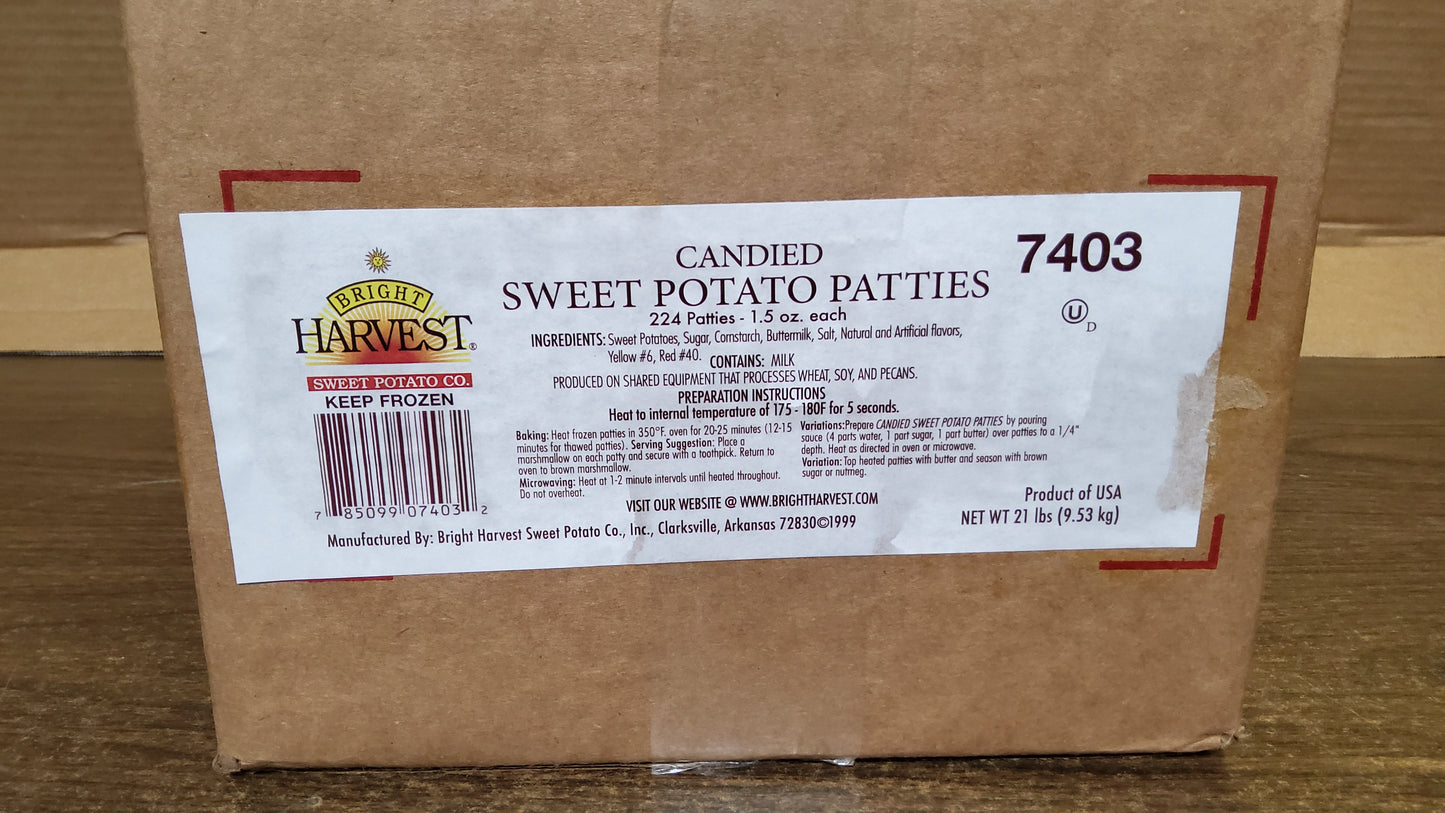 CANDIED
SWEET POTATO PATTIES
224 Patties - 1.5 oz. each
7403
U
D
BRIGHT
HARVEST®
SWEET POTATO CO.
KEEP FROZEN
7 85099 07403 2
INGREDIENTS: Sweet Potatoes, Sugar, Cornstarch, Buttermilk, Salt, Natural and Artificial flavors,
Yellow #6, Red #40. CONTAINS: MILK
PRODUCED ON SHARED EQUIPMENT THAT PROCESSES WHEAT, SOY, AND PECANS.
PREPARATION INSTRUCTIONS
Heat to internal temperature of 175 - 180F for 5 seconds.
Baking: Heat frozen patties in 350°F. oven for 20-25 minutes (12-15
minutes for thawed patties). Serving Suggestion: Place a
marshmallow on each patty and secure with a toothpick. Return to
oven to brown marshmallow.
Microwaving: Heat at 1-2 minute intervals until heated throughout.
Do not overheat.
Variations:Prepare CANDIED SWEET POTATO PATTIES by pouring
sauce (4 parts water, 1 part sugar, 1 part butter) over patties to a 1/4"
depth. Heat as directed in oven or microwave.
Variation: Top heated patties with butter and season with brown
sugar or nutmeg.
VISIT OUR WEBSITE @ WWW.BRIGHTHARVEST.COM
Manufactured By: Bright Harvest Sweet Potato Co., Inc., Clarksville, Arkansas 72830©1999
Product of USA
NET WT 21 lbs (9.53 kg)